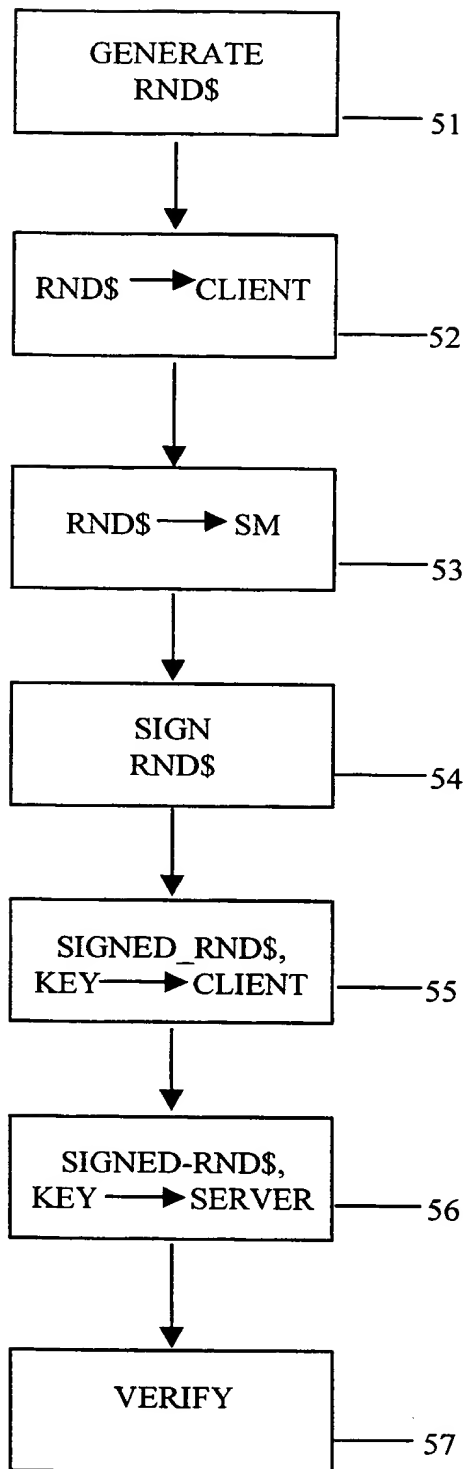 GENERATE
RND$
51
RND$ → CLIENT
52
RND$ → SM
53
SIGN
RND$
54
SIGNED_RND$,
KEY → CLIENT
55
SIGNED-RND$,
KEY → SERVER
56
VERIFY
57